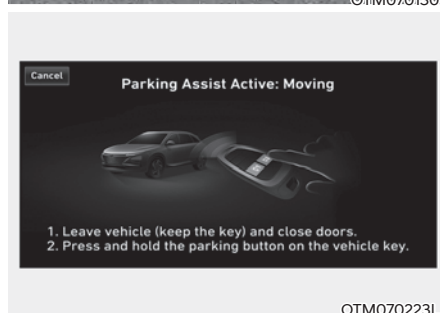 OTM070130
Cancel
Parking Assist Active: Moving
1. Leave vehicle (keep the key) and close doors.
2. Press and hold the parking button on the vehicle key.
OTM070223L